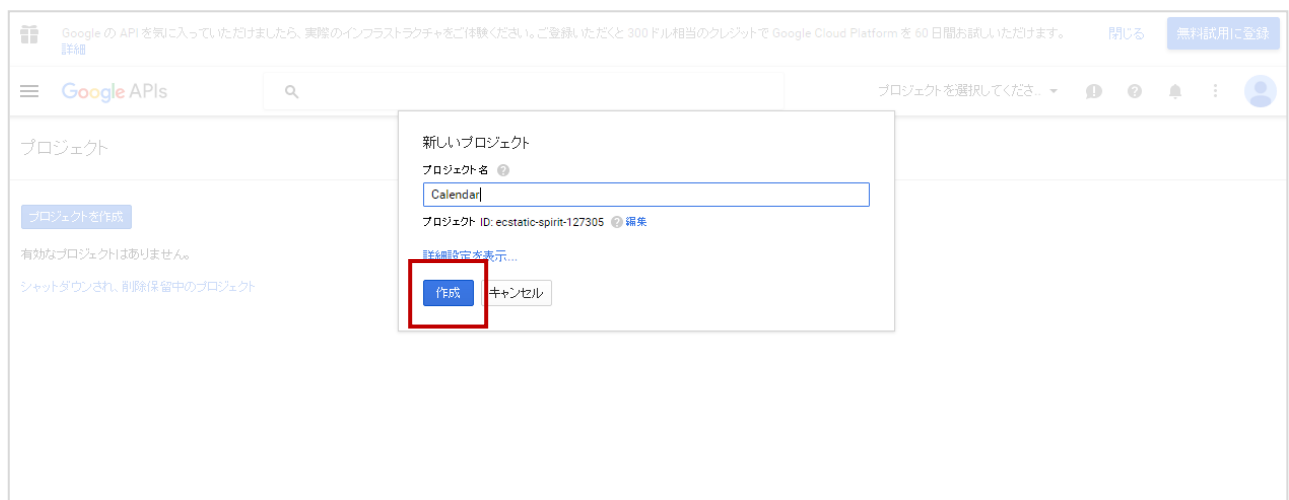 Google の API を気に入っていただけましたら、実際のインフラストラクチャをご体験ください。ご登録いただくと 300ドル相当のクレジットで Google Cloud Platform を 60 日間お試しいただけます。
詳細
閉じる
無料試用に登録
Google APIs
プロジェクトを選択してくださ...
プロジェクト
新しいプロジェクト
プロジェクト名
Calendar
プロジェクト ID: ecstatic-spirit-127305 編集
詳細設定を表示...
作成
キャンセル
プロジェクトを作成
有効なプロジェクトはありません。
シャットダウンされ、削除保留中のプロジェクト